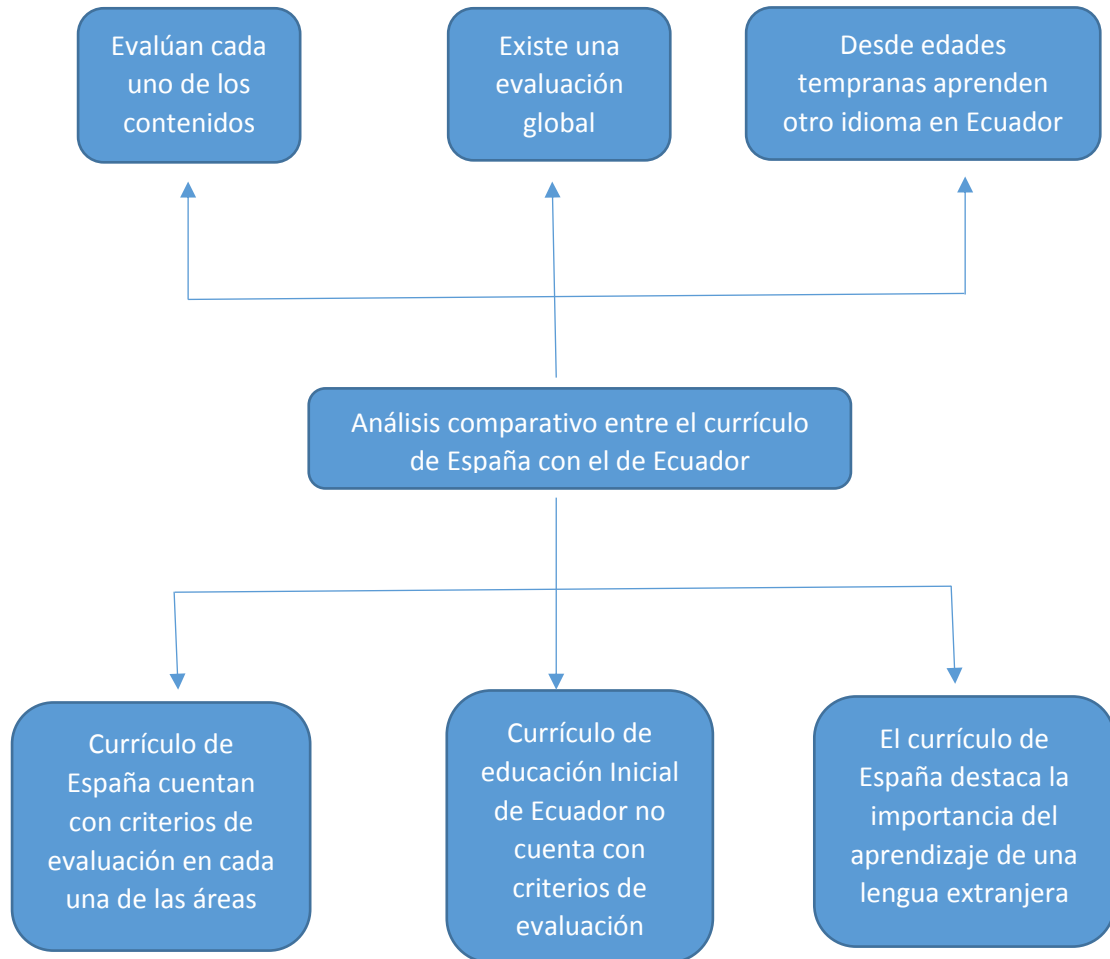 Evalúan cada
uno de los
contenidos
Existe una
evaluación
global
Desde edades
tempranas aprenden
otro idioma en Ecuador
Análisis comparativo entre el currículo
de España con el de Ecuador
Currículo de
España cuentan
con criterios de
evaluación en cada
una de las áreas
Currículo de
educación Inicial
de Ecuador no
cuenta con
criterios de
evaluación
El currículo de
España destaca la
importancia del
aprendizaje de una
lengua extranjera